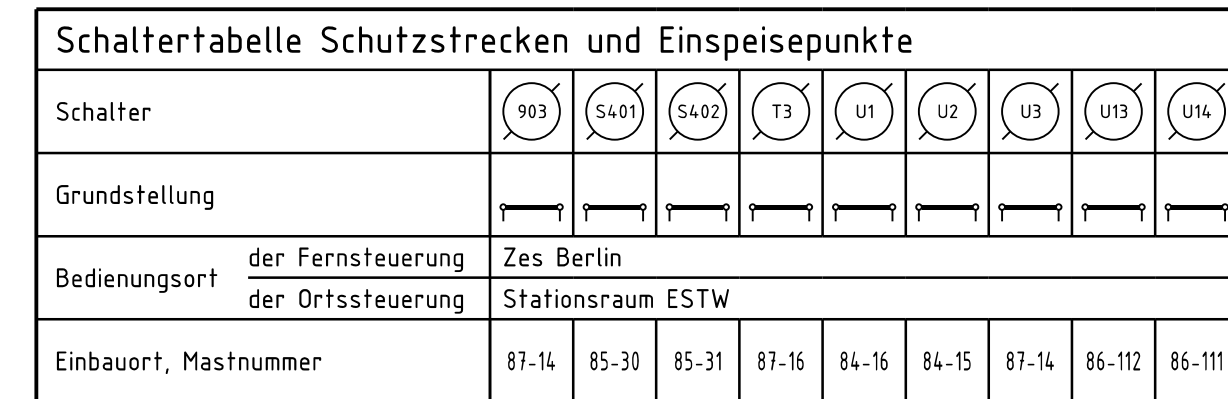 Schaltertabelle Schutzstrecken und Einspeisepunkte
Schalter 903 S401 S402 T3 U1 U2 U3 U13 U14
Grundstellung
Bedienungsort der Fernsteuerung Zes Berlin
der Ortssteuerung Stationsraum ESTW
Einbauort, Mastnummer 87-14 85-30 85-31 87-16 84-16 84-15 87-14 86-112 86-111